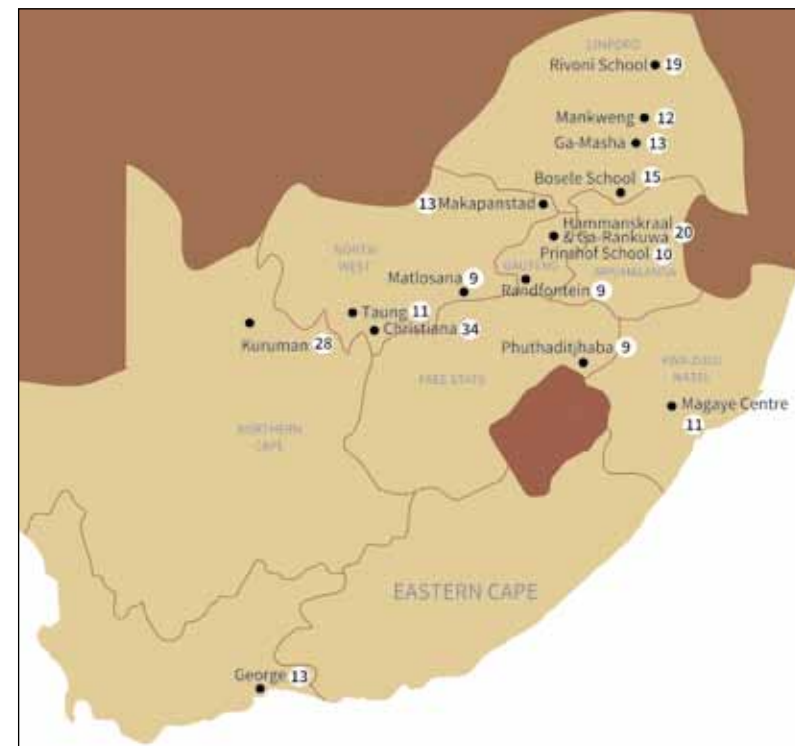 LIMPOPO
Rivoni School 19
Mankweng 12
Ga-Masha 13
Bosele School 15
13 Makapanstad
Hammanskraal
& Ga-Rankuwa 20
Prinshof School 10
NORTH
WEST
GAUTENG
MPUMALANGA
Matlosana 9
Randfontein 9
Taung 11
Christiana 34
Kuruman 28
Phuthaditjhaba 9
FREE STATE
KWA-ZULU
NATAL
Magaye Centre
11
NORTHERN
CAPE
EASTERN CAPE
George 13